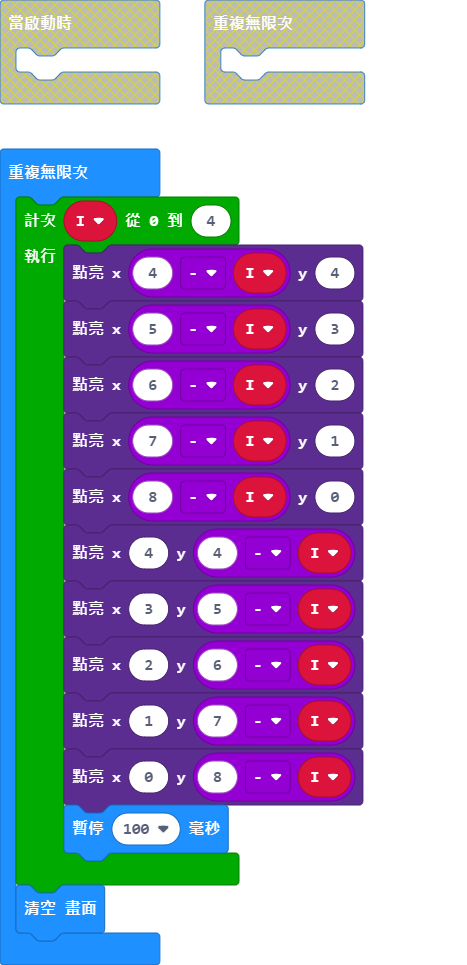 當啟動時
重複無限次
重複無限次
計次 I 從 0 到 4
執行
點亮 x 4 - I y 4
點亮 x 5 - I y 3
點亮 x 6 - I y 2
點亮 x 7 - I y 1
點亮 x 8 - I y 0
點亮 x 4 y 4 - I
點亮 x 3 y 5 - I
點亮 x 2 y 6 - I
點亮 x 1 y 7 - I
點亮 x 0 y 8 - I
暫停 100 毫秒
清空 畫面